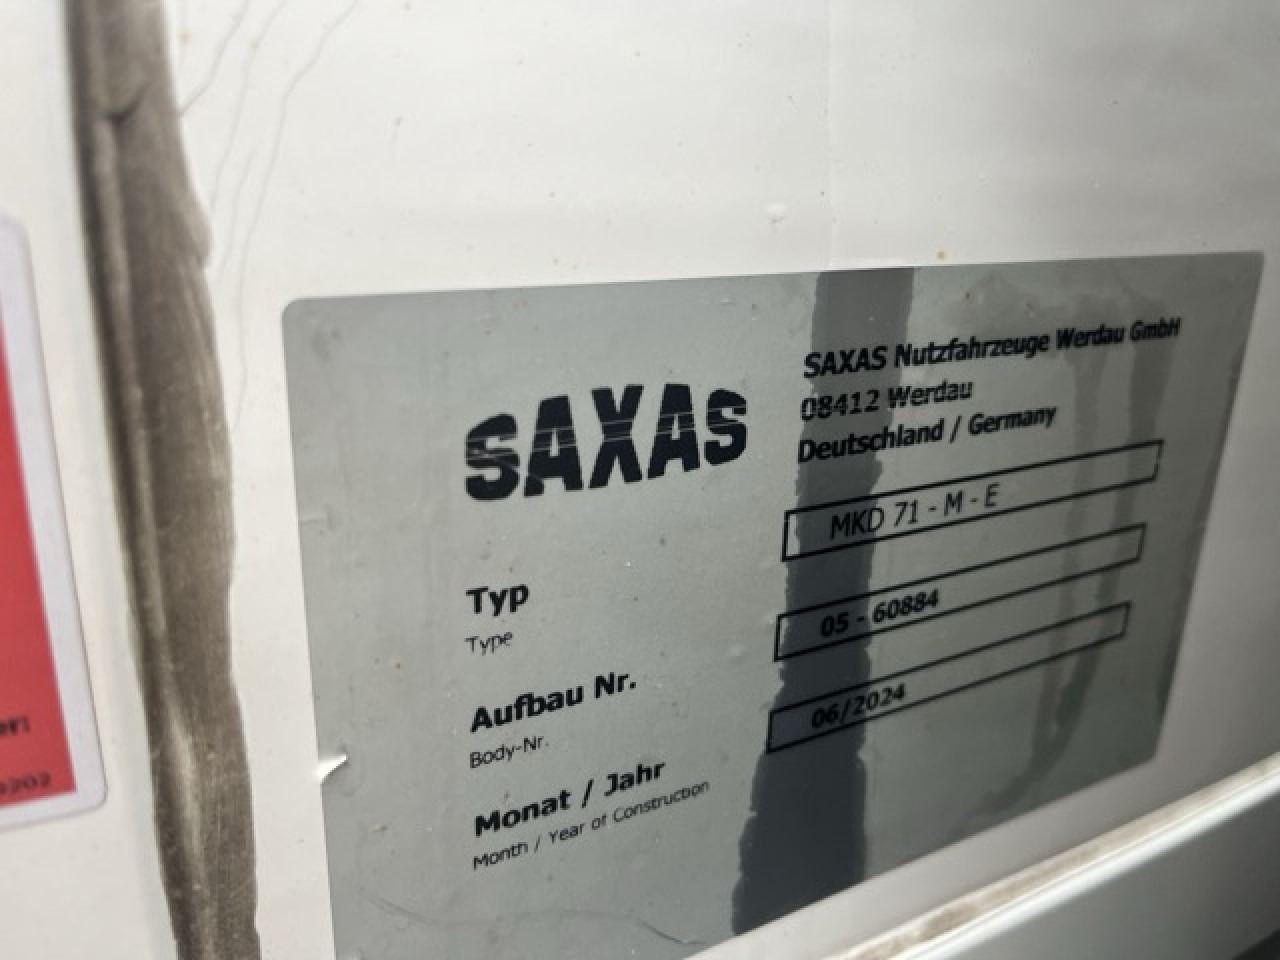 SAXAS
SAXAS Nutzfahrzeuge Werdau GmbH
08412 Werdau
Deutschland / Germany
Typ
Type
MKD 71 - M - E
Aufbau Nr.
Body-Nr.
05 - 60884
Monat / Jahr
Month / Year of Construction
06/2024